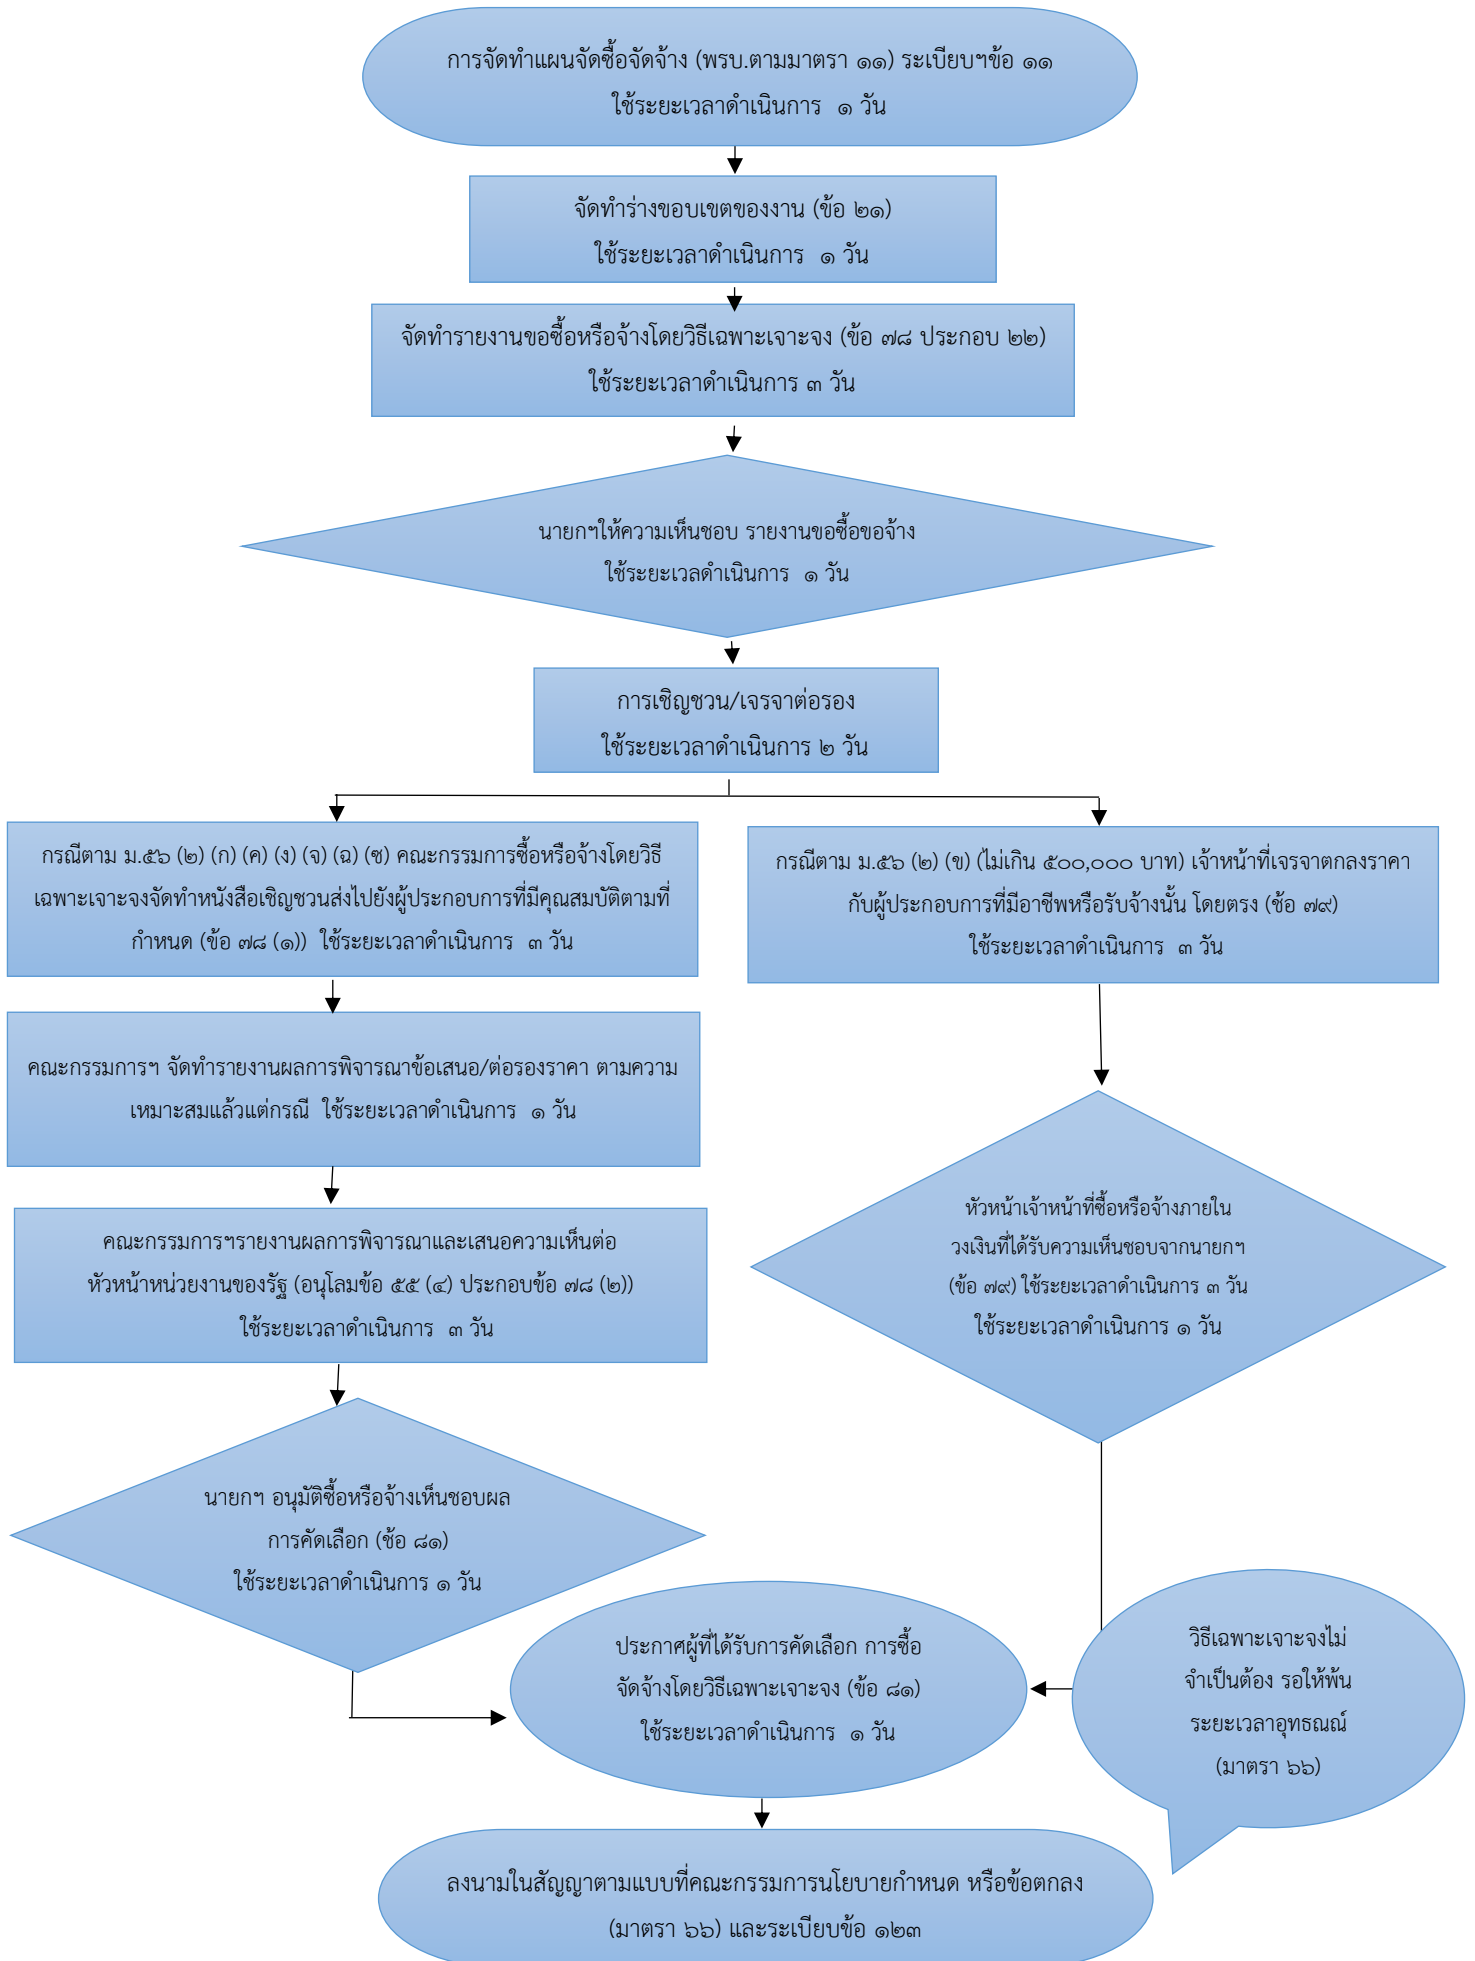 การจัดทำแผนจัดซื้อจัดจ้าง (พรบ.ตามมาตรา ๑๑) ระเบียบฯข้อ ๑๑
ใช้ระยะเวลาดำเนินการ ๑ วัน
จัดทำร่างขอบเขตของงาน (ข้อ ๒๑)
ใช้ระยะเวลาดำเนินการ ๑ วัน
จัดทำรายงานขอซื้อหรือจ้างโดยวิธีเฉพาะเจาะจง (ข้อ ๗๘ ประกอบ ๒๒)
ใช้ระยะเวลาดำเนินการ ๓ วัน
นายกฯให้ความเห็นชอบ รายงานขอซื้อขอจ้าง
ใช้ระยะเวลดำเนินการ ๑ วัน
การเชิญชวน/เจรจาต่อรอง
ใช้ระยะเวลาดำเนินการ ๒ วัน
กรณีตาม ม.๕๖ (๒) (ก) (ค) (ง) (จ) (ฉ) (ซ) คณะกรรมการซื้อหรือจ้างโดยวิธี
เฉพาะเจาะจงจัดทำหนังสือเชิญชวนส่งไปยังผู้ประกอบการที่มีคุณสมบัติตามที่
กำหนด (ข้อ ๗๘ (๑)) ใช้ระยะเวลาดำเนินการ ๓ วัน
กรณีตาม ม.๕๖ (๒) (ข) (ไม่เกิน ๕๐๐,๐๐๐ บาท) เจ้าหน้าที่เจรจาตกลงราคา
กับผู้ประกอบการที่มีอาชีพหรือรับจ้างนั้น โดยตรง (ช้อ ๗๙)
ใช้ระยะเวลาดำเนินการ ๓ วัน
คณะกรรมการฯ จัดทำรายงานผลการพิจารณาข้อเสนอ/ต่อรองราคา ตามความ
เหมาะสมแล้วแต่กรณี ใช้ระยะเวลาดำเนินการ ๑ วัน
คณะกรรมการฯรายงานผลการพิจารณาและเสนอความเห็นต่อ
หัวหน้าหน่วยงานของรัฐ (อนุโลมข้อ ๕๕ (๔) ประกอบข้อ ๗๘ (๒))
ใช้ระยะเวลาดำเนินการ ๓ วัน
หัวหน้าเจ้าหน้าที่ซื้อหรือจ้างภายใน
วงเงินที่ได้รับความเห็นชอบจากนายกฯ
(ข้อ ๗๙) ใช้ระยะเวลาดำเนินการ ๓ วัน
ใช้ระยะเวลาดำเนินการ ๑ วัน
นายกฯ อนุมัติซื้อหรือจ้างเห็นชอบผล
การคัดเลือก (ช้อ ๘๑)
ใช้ระยะเวลาดำเนินการ ๑ วัน
ประกาศผู้ที่ได้รับการคัดเลือก การซื้อ
จัดจ้างโดยวิธีเฉพาะเจาะจง (ข้อ ๘๑)
ใช้ระยะเวลาดำเนินการ ๑ วัน
วิธีเฉพาะเจาะจงไม่
จำเป็นต้อง รอให้พ้น
ระยะเวลาอุทธณณ์
(มาตรา ๖๖)
ลงนามในสัญญาตามแบบที่คณะกรรมการนโยบายกำหนด หรือข้อตกลง
(มาตรา ๖๖) และระเบียบข้อ ๑๒๓